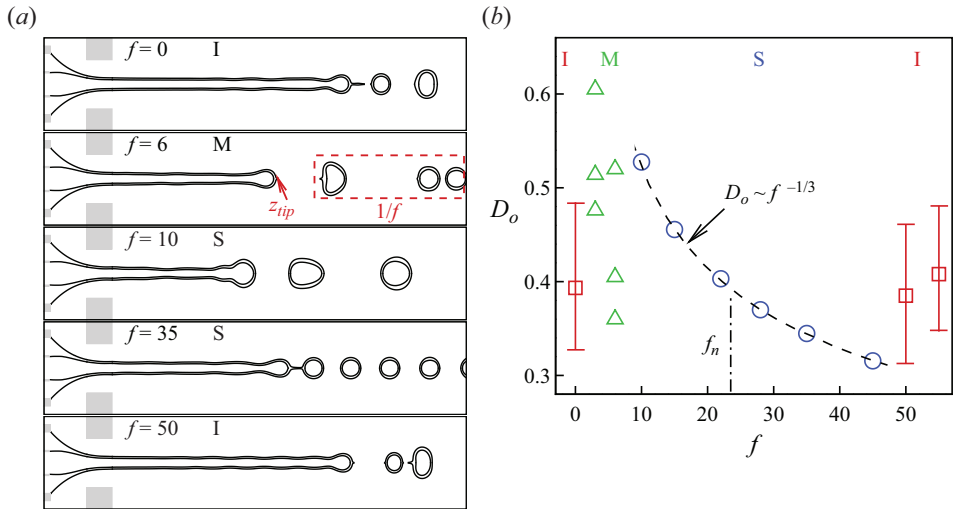 (a)
f = 0 I
f = 6 M
z_tip
1/f
f = 10 S
f = 35 S
f = 50 I
(b)
I M S I
0.6
0.5
0.4
0.3
D_o
D_o ~ f^{-1/3}
f_n
0 10 20 30 40 50
f